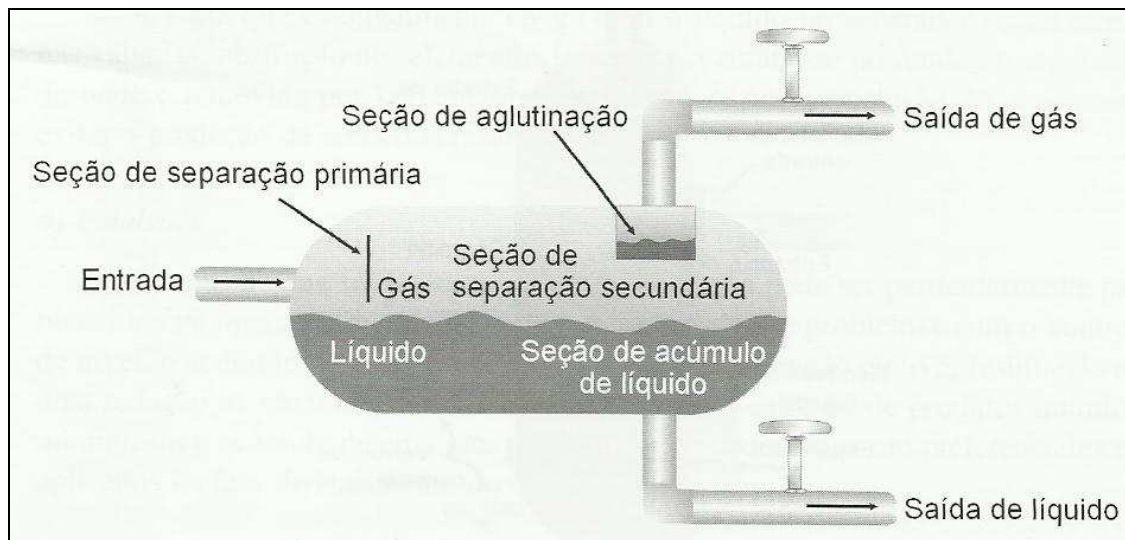 Seção de aglutinação
Saída de gás
Seção de separação primária
Entrada
Gás
Seção de
separação secundária
Líquido
Seção de acúmulo
de líquido
Saída de líquido